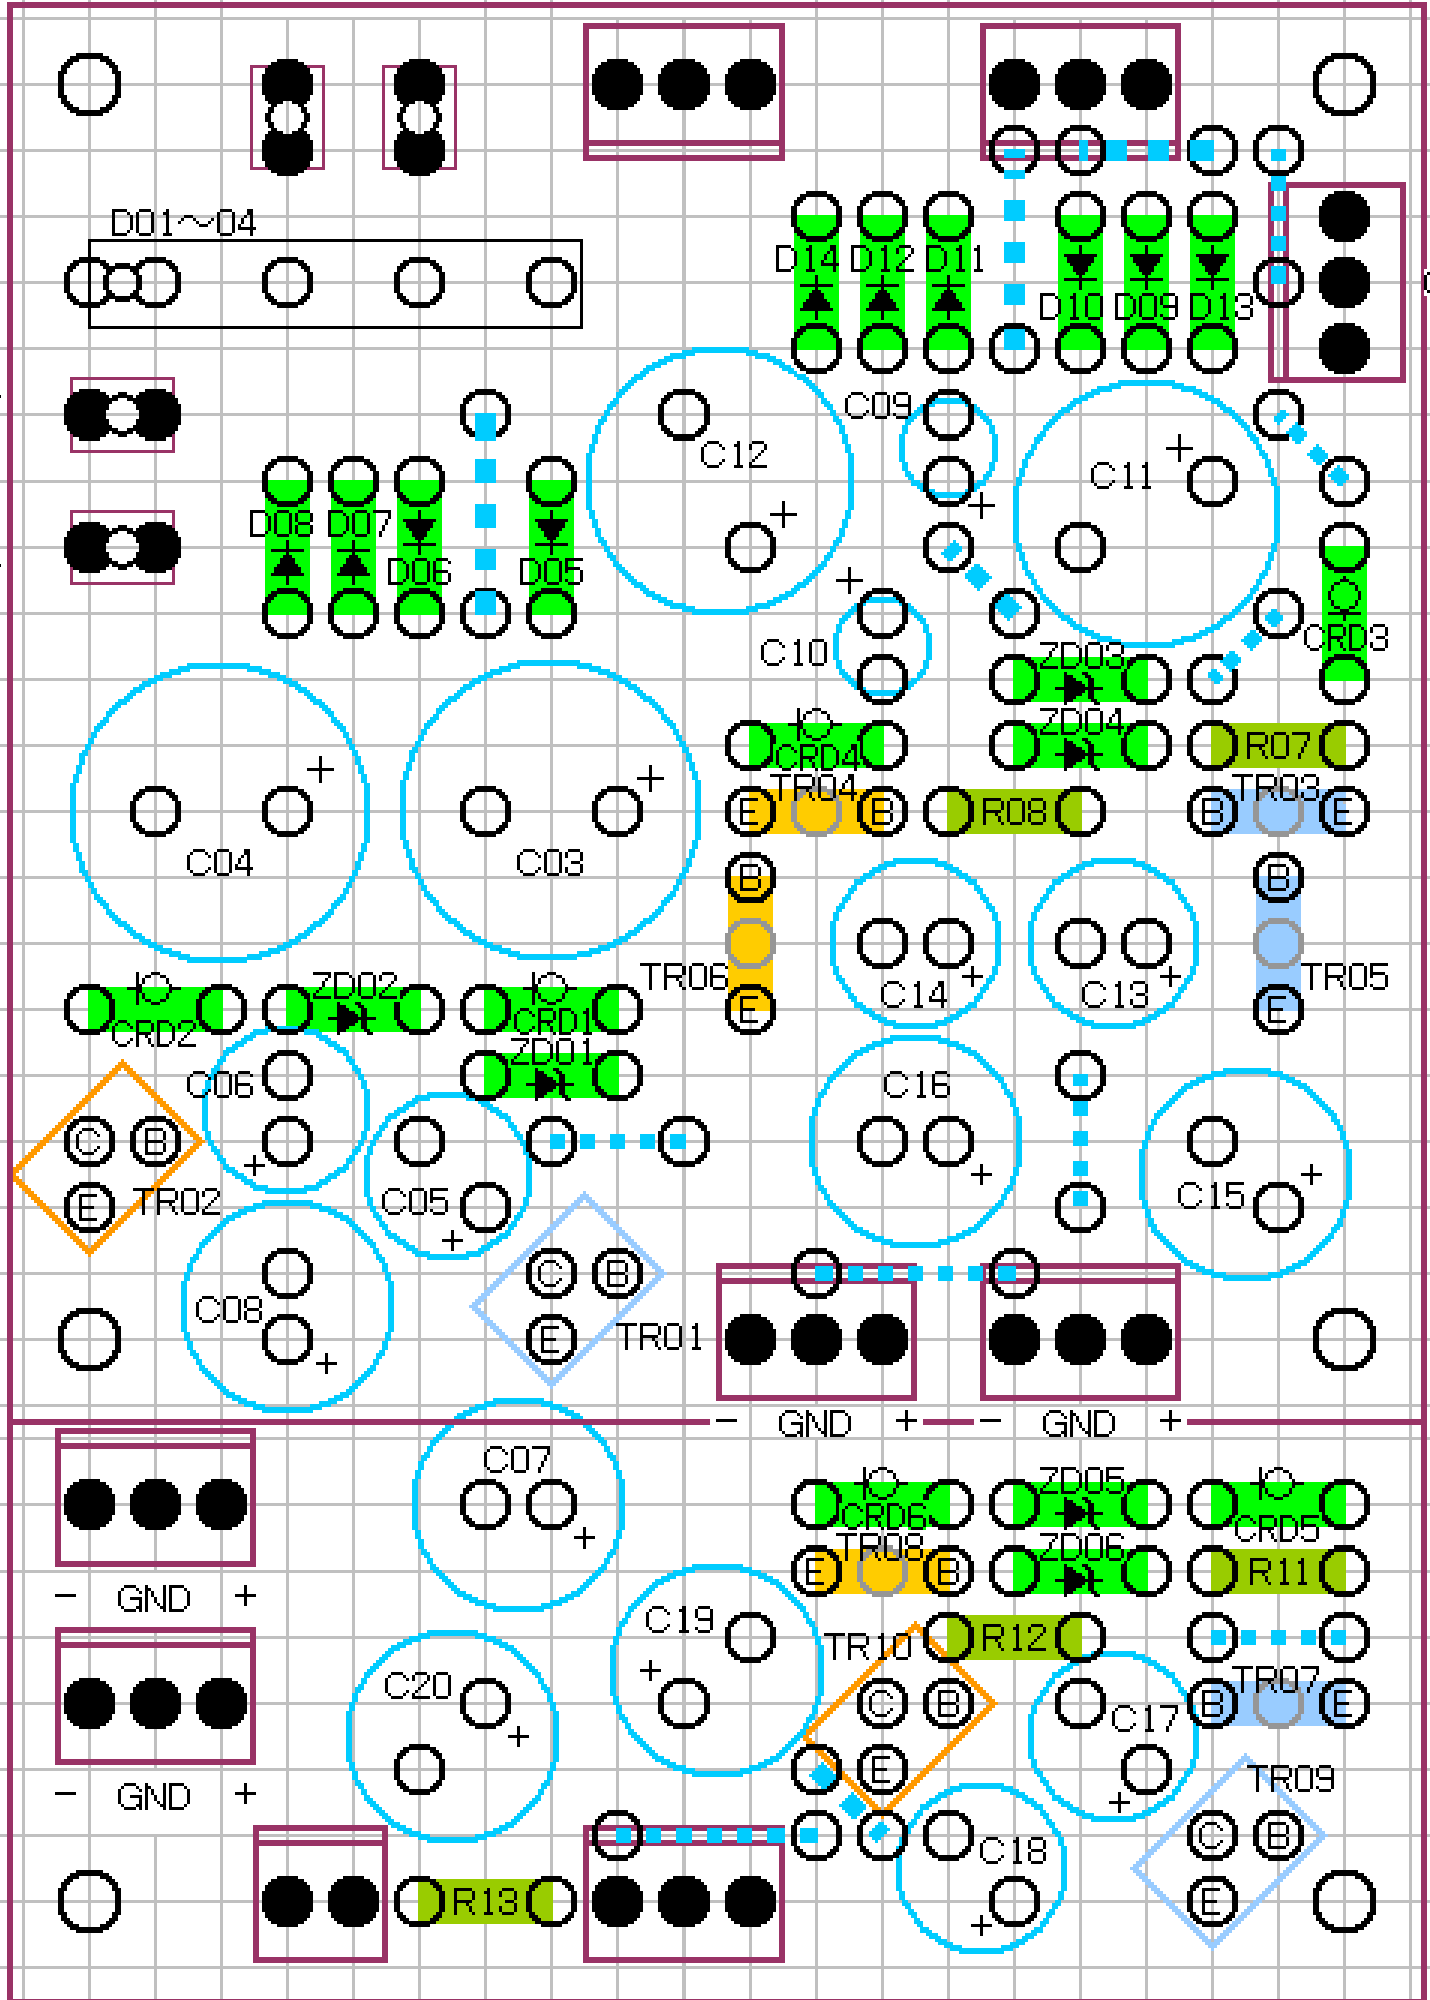 D01～04
D14 D12 D11
D10 D09 D13
C09
C12
+
C11
+
+
D08 D07
D06 D05
+
C10
CRD3
ZD03
ZD04
CRD4
R07
TR04
E B
R08
TR03
B E
+
+
C04
C03
B
B
TR06
TR05
C14 +
C13 +
E
E
CRD2
ZD02
CRD1
ZD01
C06
C16
C B
+
+
+
E
TR02
C05
C15
+
C B
C08
E
TR01
+
- GND + - GND +
C07
+
CRD6
ZD05
CRD5
TR08
E B
ZD06
R11
- GND +
C19
TR10
R12
+
C20
C B
C17
TR07
B E
+
E
+
TR09
- GND +
C B
C18
R13
+
E